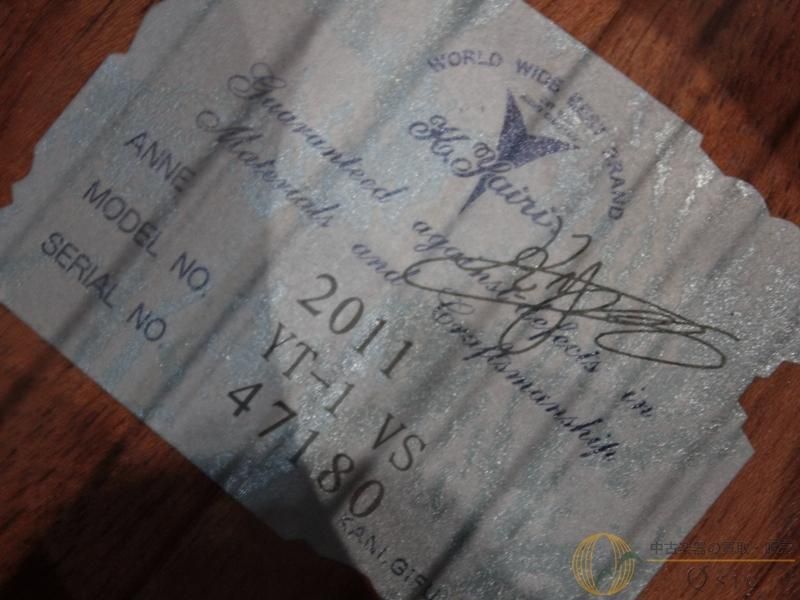 WORLD WIDE BEST BRAND
K.Yairi
Guaranteed against defects in
Materials and Craftsmanship
ANNE 2011
MODEL NO. YT-1 VS
SERIAL NO. 47180
KANI, GIFU
中古楽器の買取・販売